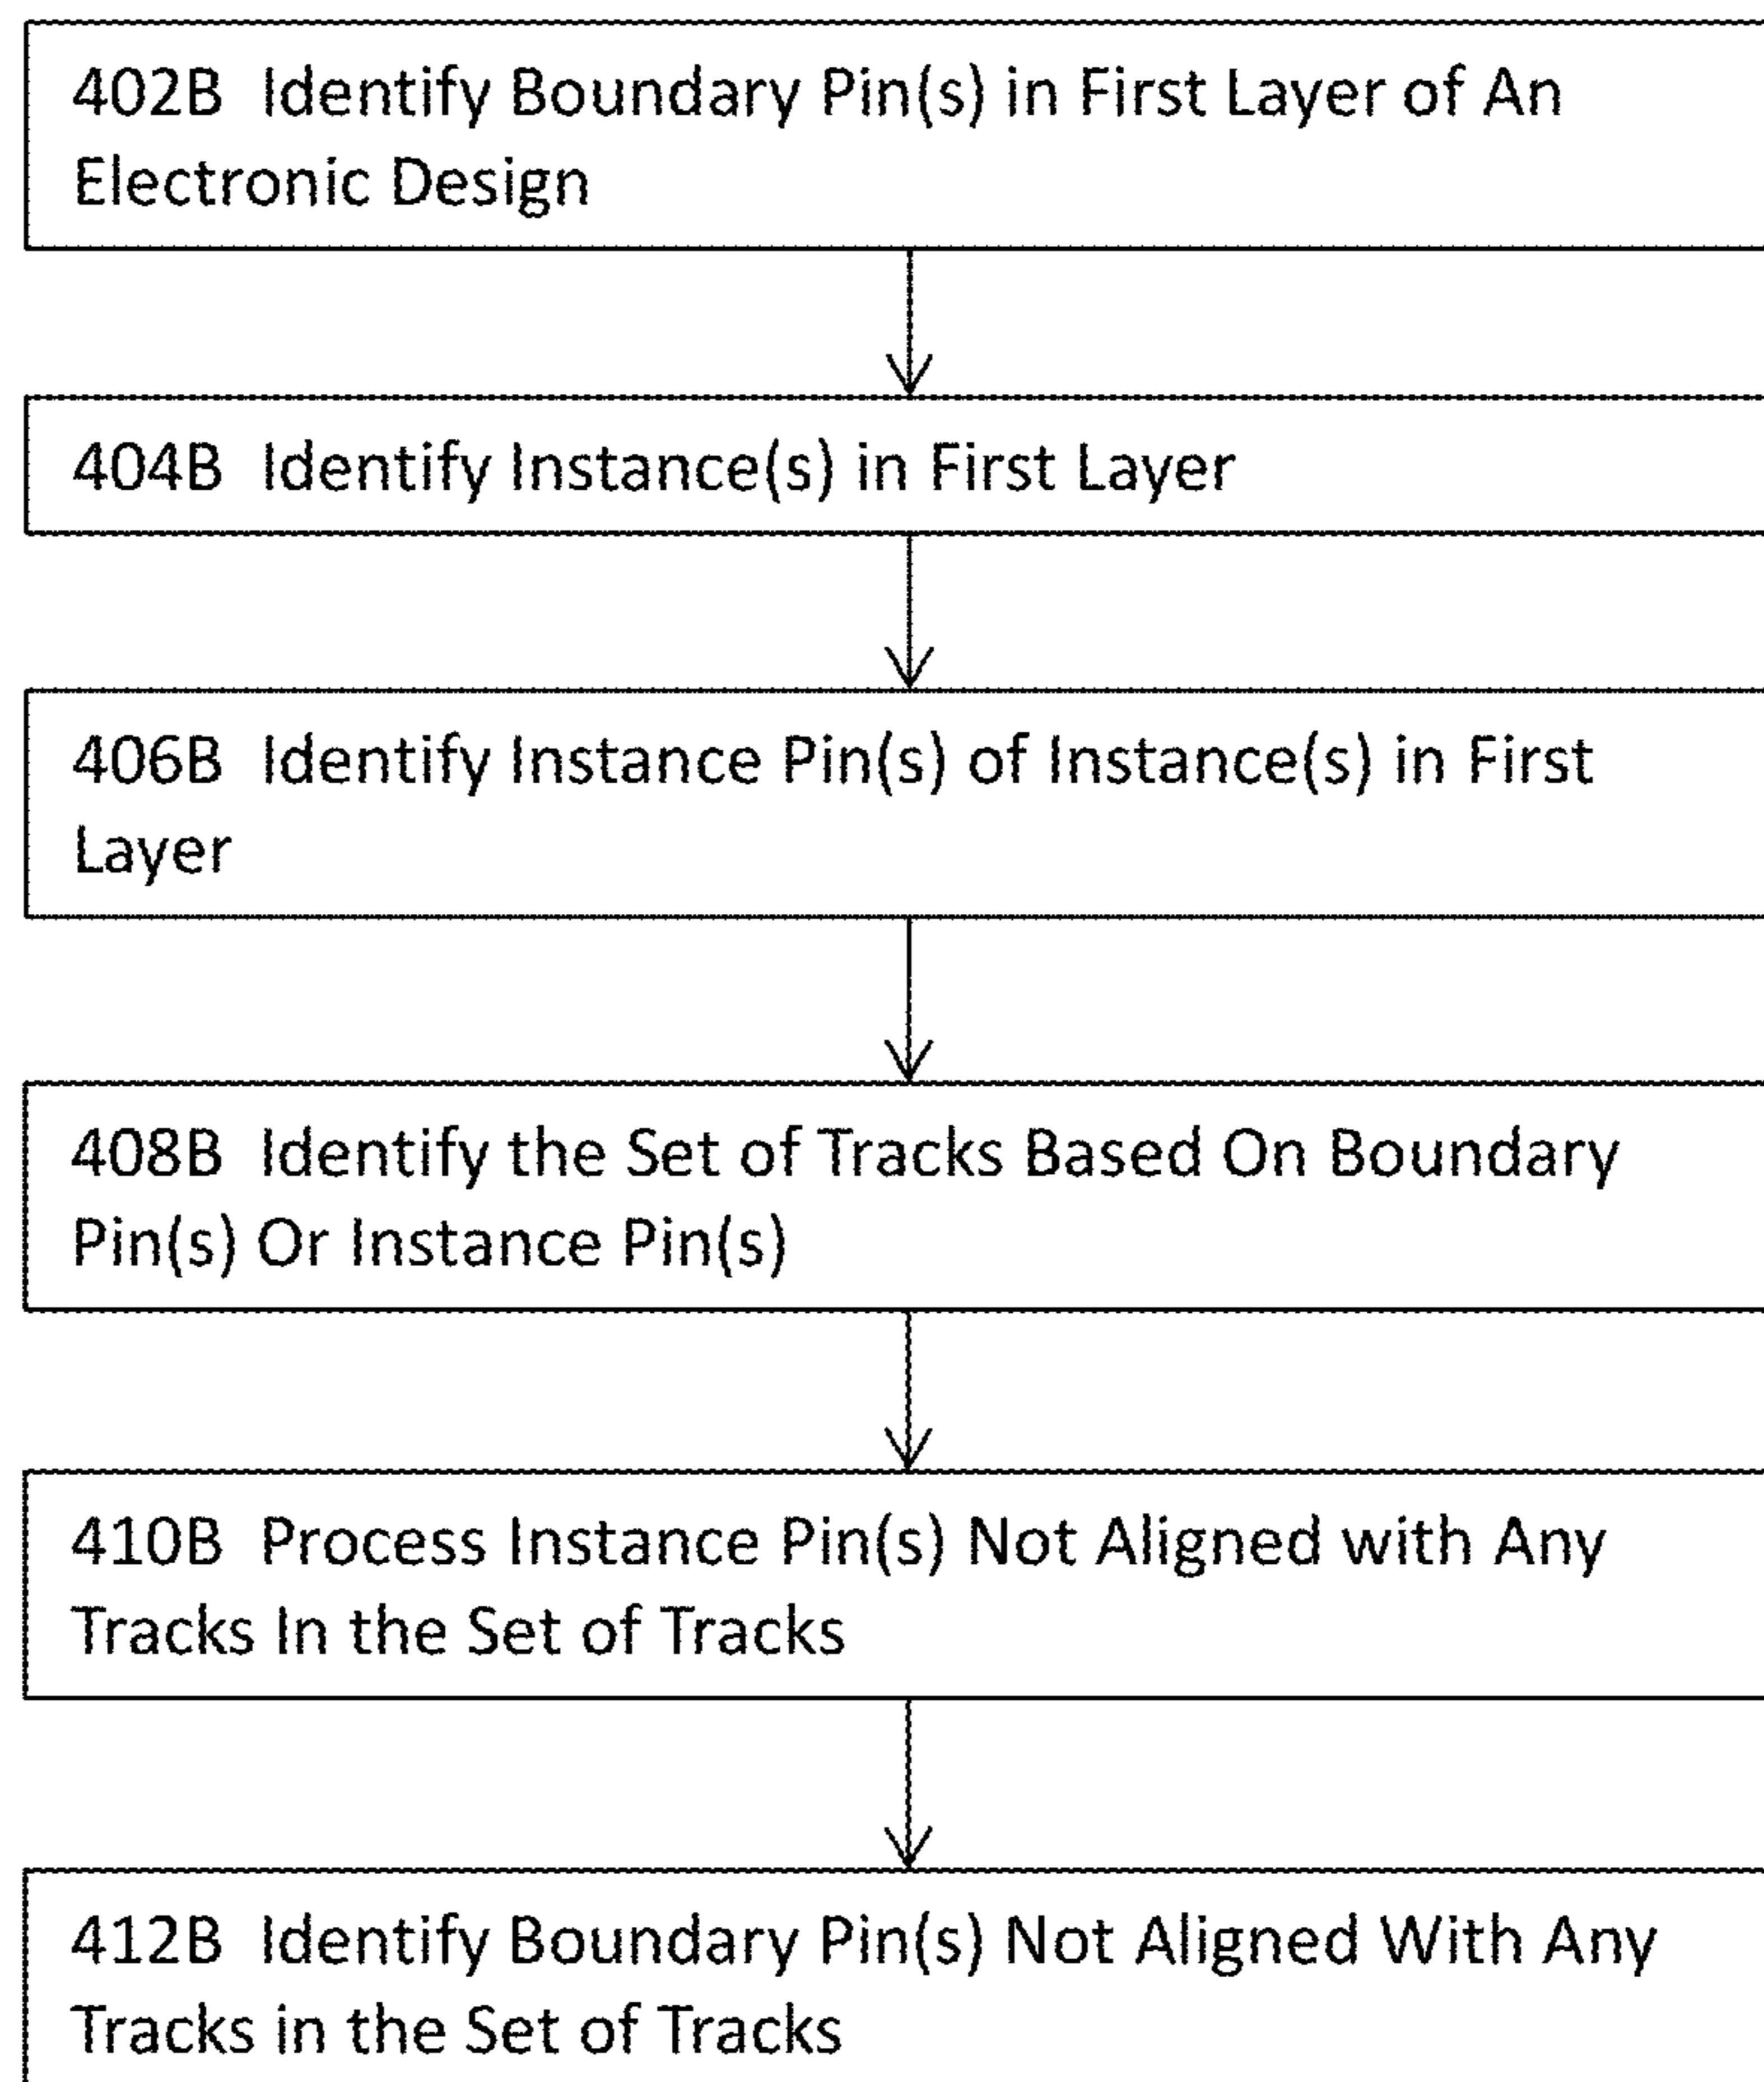 402B Identify Boundary Pin(s) in First Layer of An
Electronic Design
404B Identify Instance(s) in First Layer
406B Identify Instance Pin(s) of Instance(s) in First
Layer
408B Identify the Set of Tracks Based On Boundary
Pin(s) Or Instance Pin(s)
410B Process Instance Pin(s) Not Aligned with Any
Tracks In the Set of Tracks
412B Identify Boundary Pin(s) Not Aligned With Any
Tracks in the Set of Tracks